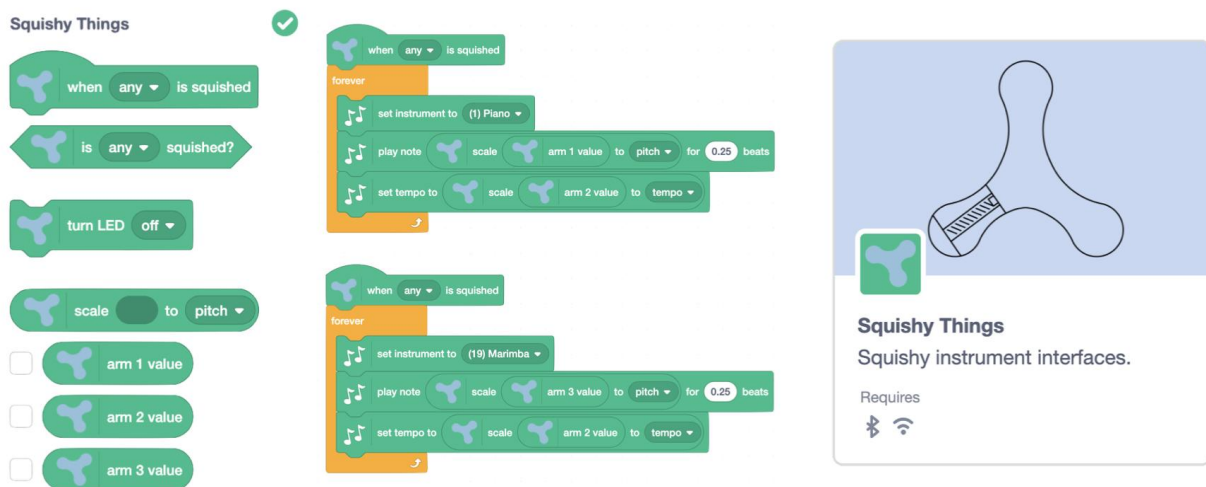 Squishy Things
when any is squished
is any squished?
turn LED off
scale to pitch
arm 1 value
arm 2 value
arm 3 value
when any is squished
forever
set instrument to (1) Piano
play note scale arm 1 value to pitch for 0.25 beats
set tempo to scale arm 2 value to tempo
when any is squished
forever
set instrument to (19) Marimba
play note scale arm 3 value to pitch for 0.25 beats
set tempo to scale arm 2 value to tempo
Squishy Things
Squishy instrument interfaces.
Requires